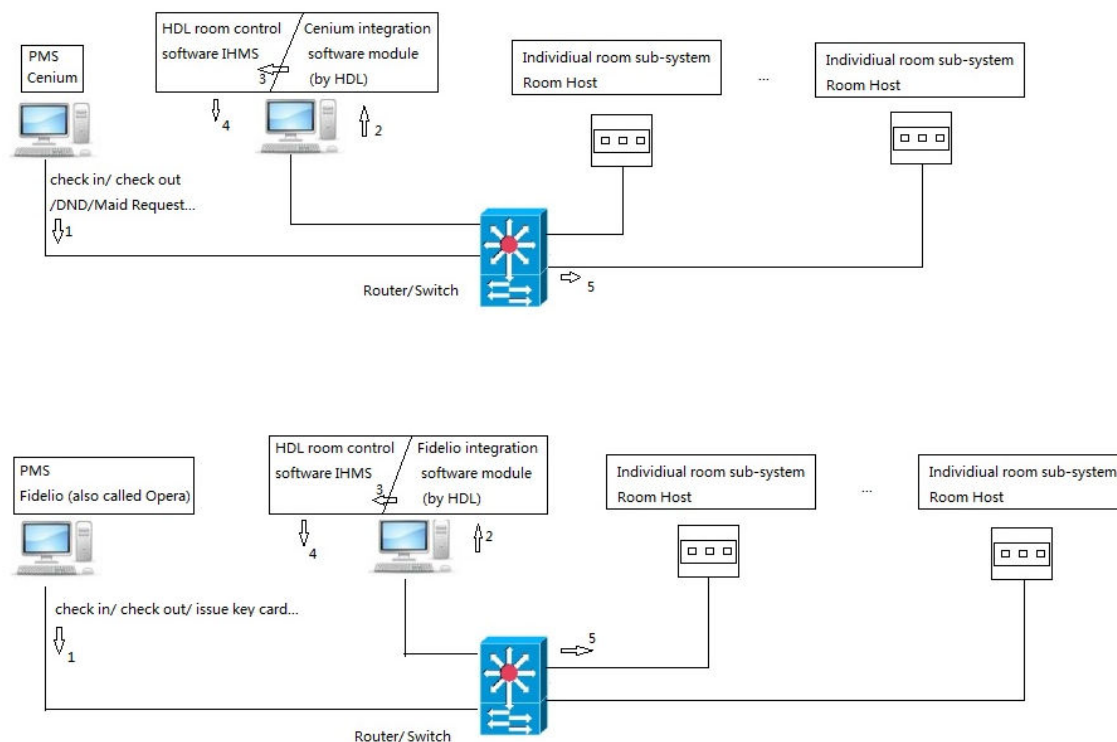 HDL room control
software IHMS
3
4
Cenium integration
software module
(by HDL)
2
PMS
Cenium
Individiual room sub-system
Room Host
...
Individiual room sub-system
Room Host
check in/ check out
/DND/Maid Request...
1
Router/Switch
5
HDL room control
software IHMS
3
4
Fidelio integration
software module
(by HDL)
2
PMS
Fidelio (also called Opera)
Individiual room sub-system
Room Host
...
Individiual room sub-system
Room Host
check in/ check out/ issue key card...
1
5
Router/ Switch